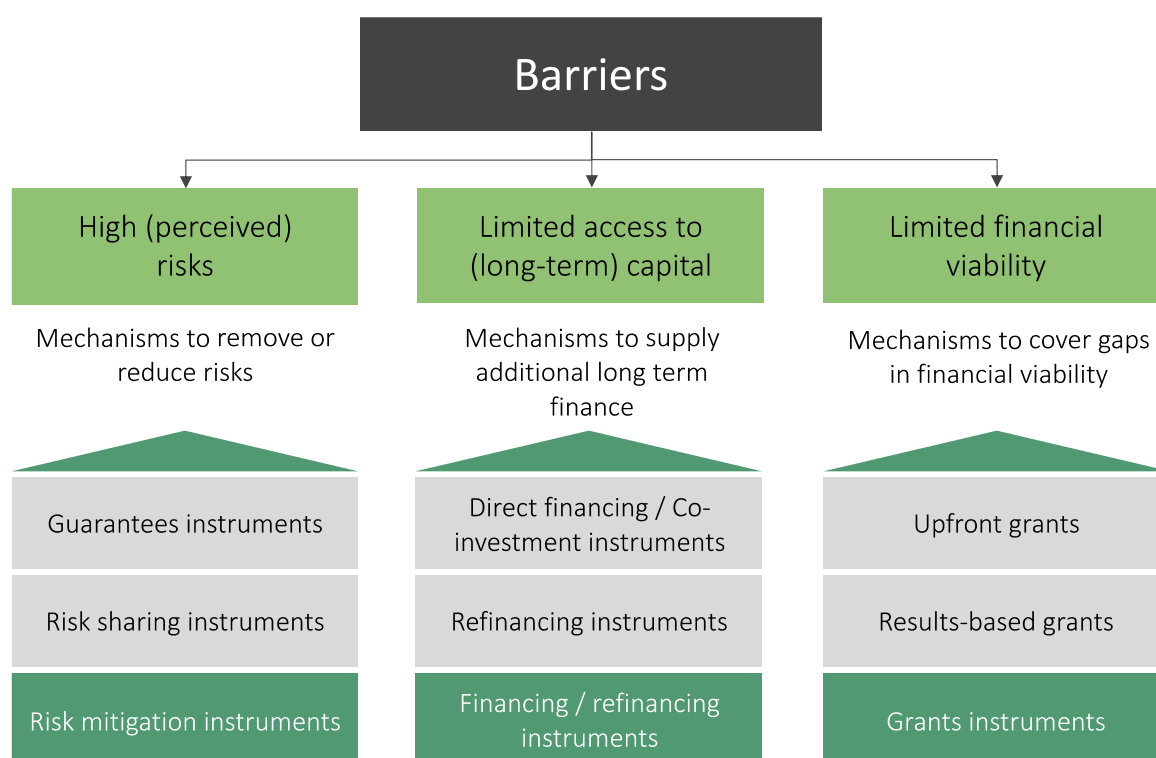 Barriers
High (perceived)
risks
Limited access to
(long-term) capital
Limited financial
viability
Mechanisms to remove or
reduce risks
Mechanisms to supply
additional long term
finance
Mechanisms to cover gaps
in financial viability
Guarantees instruments
Direct financing / Co-
investment instruments
Upfront grants
Risk sharing instruments
Refinancing instruments
Results-based grants
Risk mitigation instruments
Financing / refinancing
instruments
Grants instruments